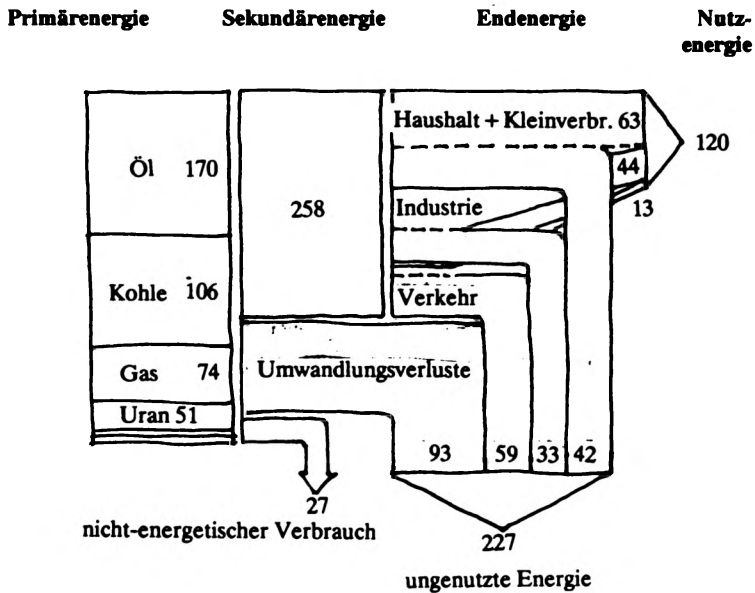 Primärenergie Sekundärenergie Endenergie Nutz-
energie
Haushalt + Kleinverbr. 63
120
Öl 170
44
258
Industrie
13
Kohle 106
Verkehr
Gas 74
Umwandlungsverluste
Uran 51
93 59 33 42
27
nicht-energetischer Verbrauch
227
ungenutzte Energie